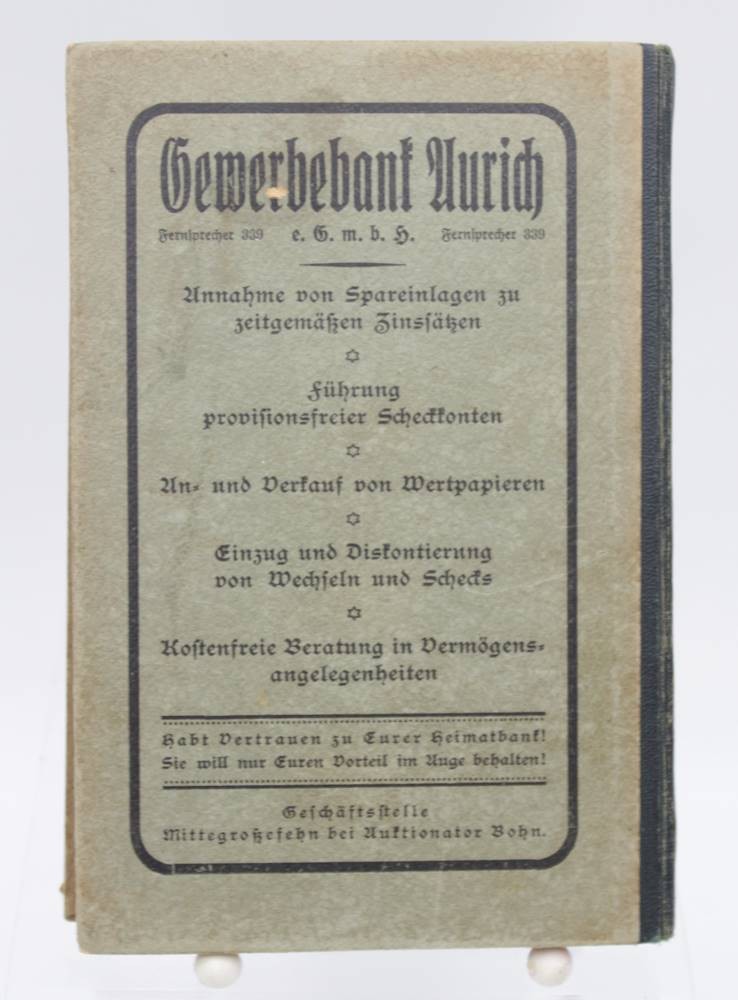 Gewerbebank Aurich
Fernsprecher 339 e. G. m. b. H. Fernsprecher 339
Annahme von Spareinlagen zu
zeitgemäßen Zinssätzen
Führung
provisionsfreier Scheckkonten
An- und Verkauf von Wertpapieren
Einzug und Diskontierung
von Wechseln und Schecks
Kostenfreie Beratung in Vermögens-
angelegenheiten
Habt Vertrauen zu Eurer Heimatbank!
Sie will nur Euren Vorteil im Auge behalten!
Geschäftsstelle
Mittegroßefehn bei Auktionator Bohn.